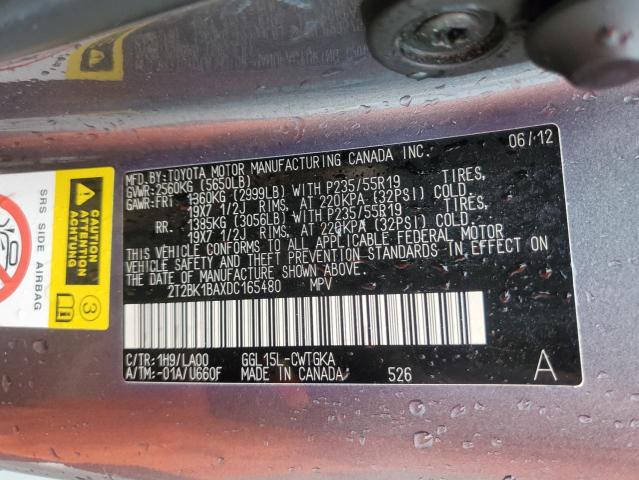 MFD.BY:TOYOTA MOTOR MANUFACTURING CANADA INC. 06/12
GVWR:2560KG (5650LB)
GAWR:FRT 1360KG (2999LB) WITH P235/55R19 TIRES,
19X7 1/2J RIMS, AT 220KPA (32PSI) COLD.
RR. 1385KG (3056LB) WITH P235/55R19 TIRES,
19X7 1/2J RIMS, AT 220KPA (32PSI) COLD.
THIS VEHICLE CONFORMS TO ALL APPLICABLE FEDERAL MOTOR
VEHICLE SAFETY AND THEFT PREVENTION STANDARDS IN EFFECT ON
THE DATE OF MANUFACTURE SHOWN ABOVE.
2T2BK1BAXDC165480 MPV
C/TR:1H9/LA00 GGL15L-CWTGKA
A/TM:-01A/U660F MADE IN CANADA 526 A
SRS SIDE AIRBAG
CAUTION
ATTENTION
ACHTUNG
3